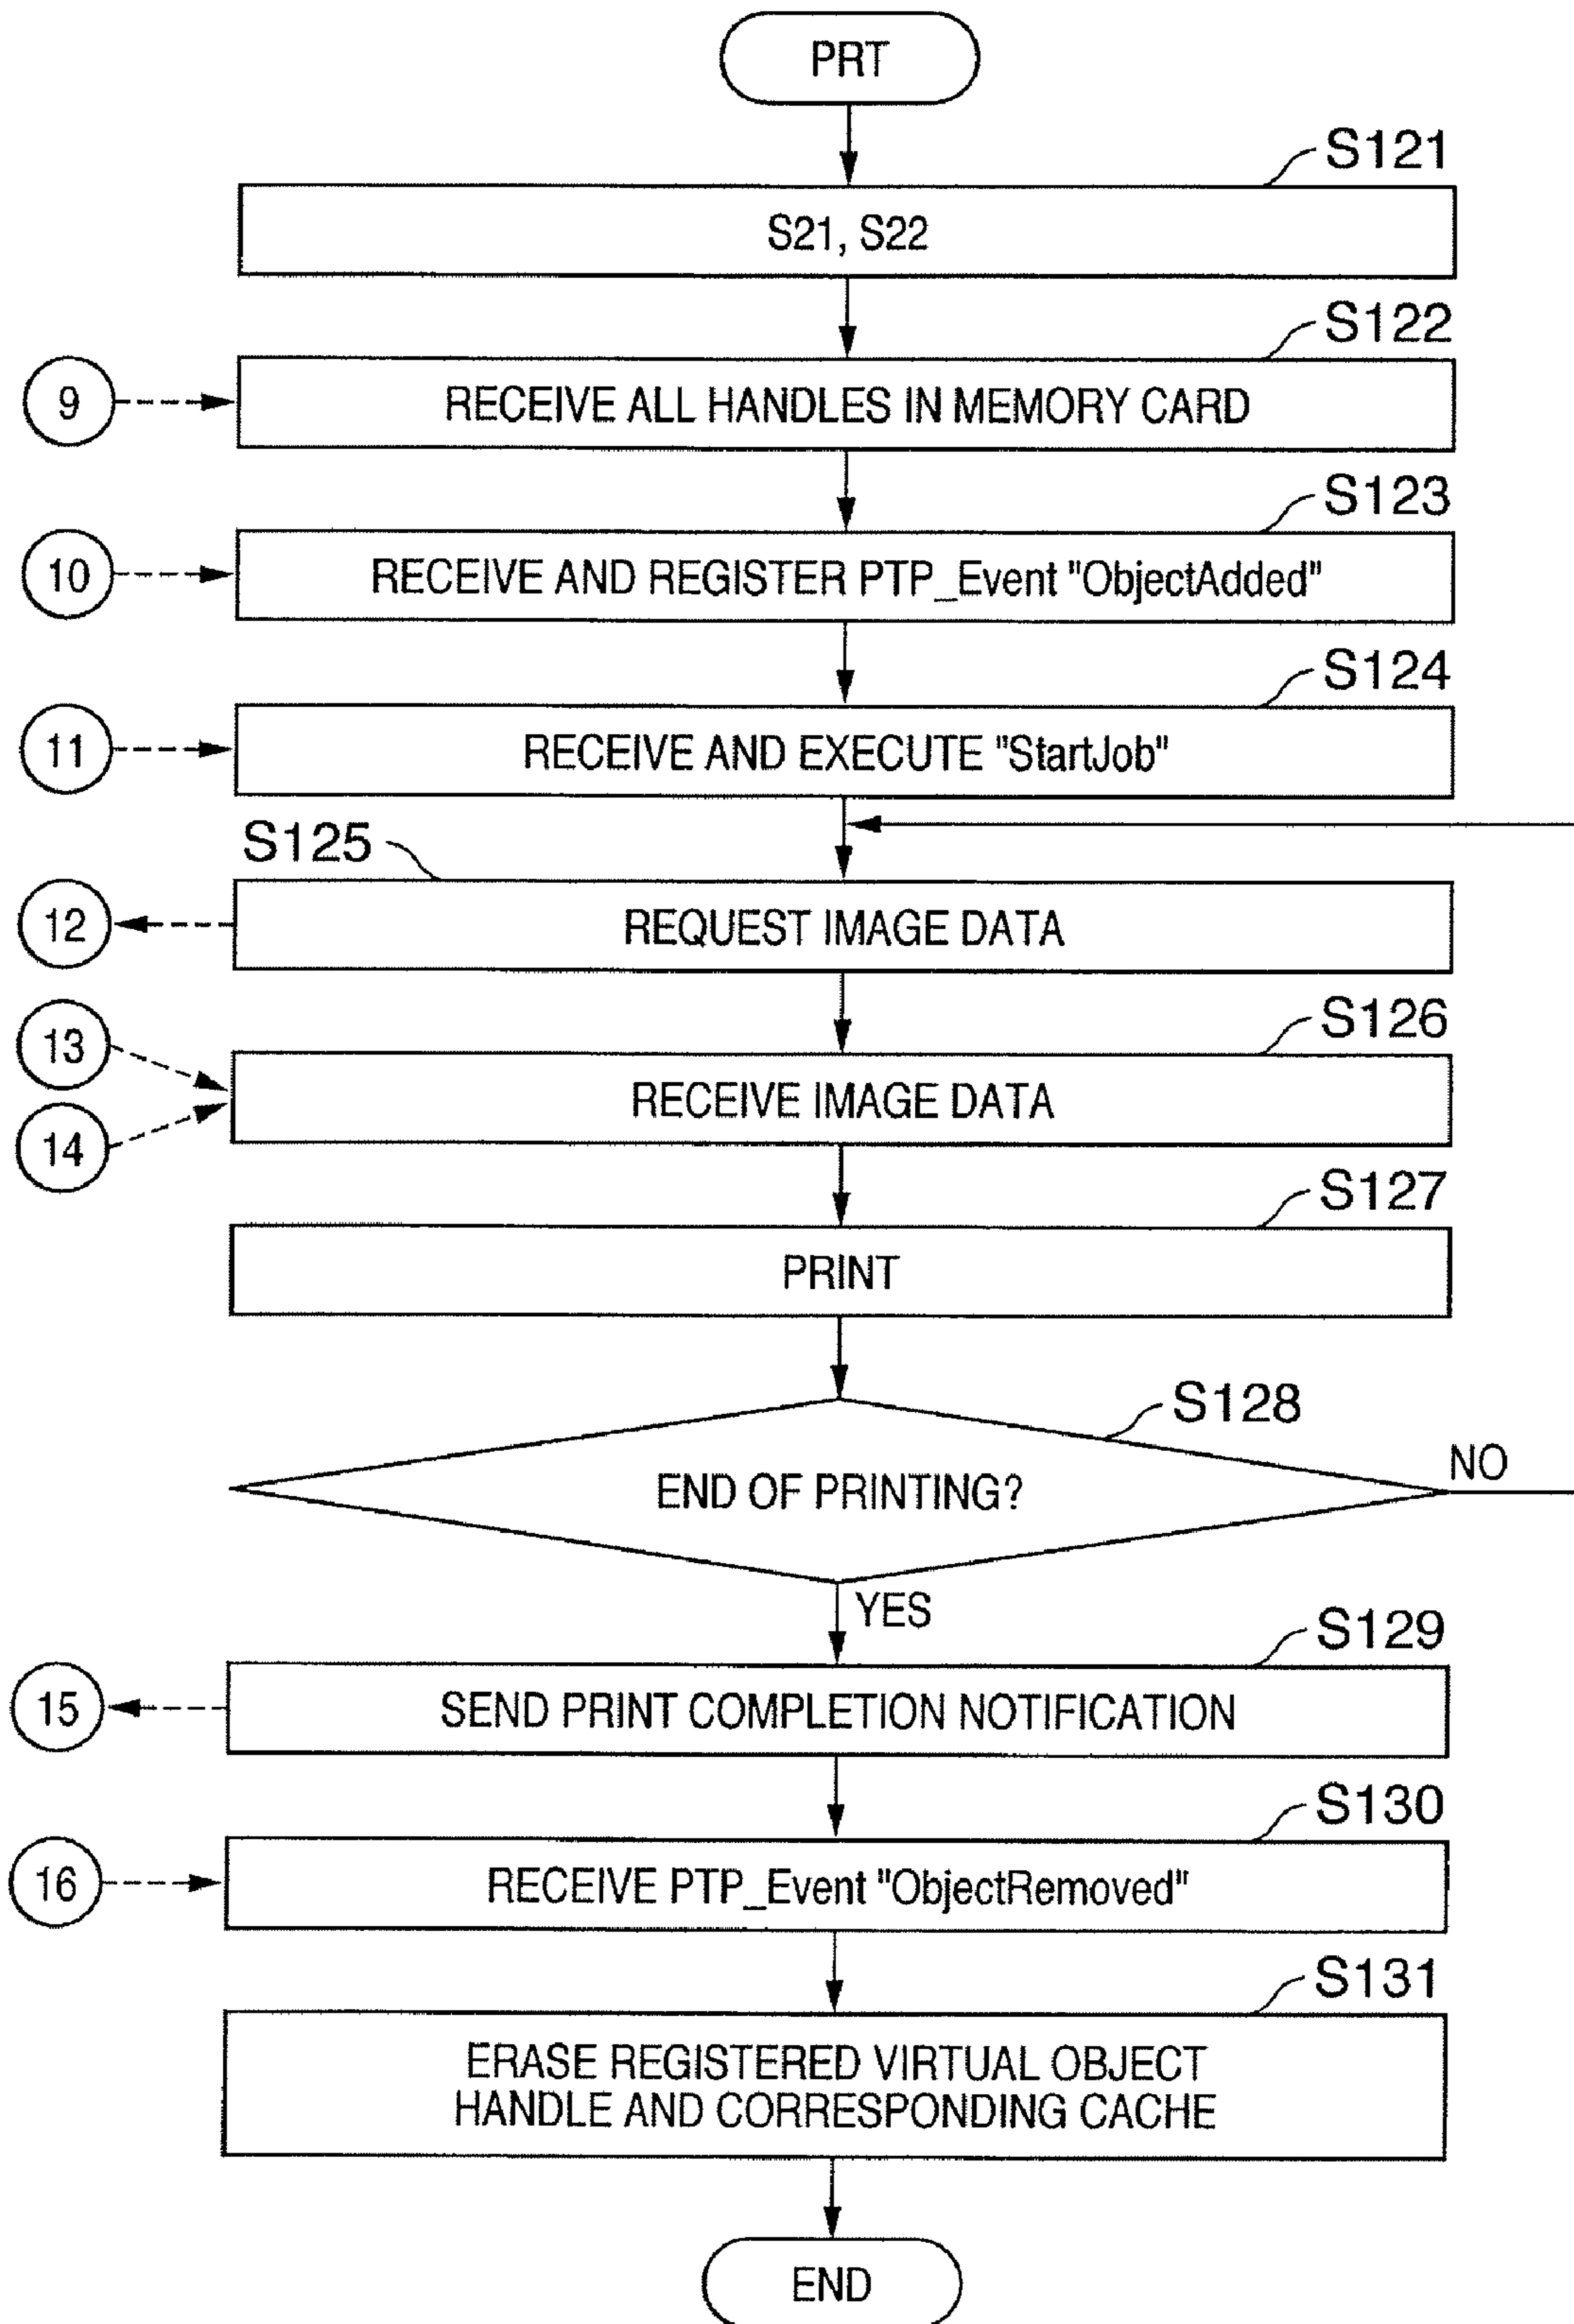 PRT
S121
S21, S22
S122
9
RECEIVE ALL HANDLES IN MEMORY CARD
S123
10
RECEIVE AND REGISTER PTP_Event "ObjectAdded"
S124
11
RECEIVE AND EXECUTE "StartJob"
S125
12
REQUEST IMAGE DATA
S126
13
RECEIVE IMAGE DATA
14
S127
PRINT
S128
END OF PRINTING?
NO
YES
S129
15
SEND PRINT COMPLETION NOTIFICATION
S130
16
RECEIVE PTP_Event "ObjectRemoved"
S131
ERASE REGISTERED VIRTUAL OBJECT
HANDLE AND CORRESPONDING CACHE
END